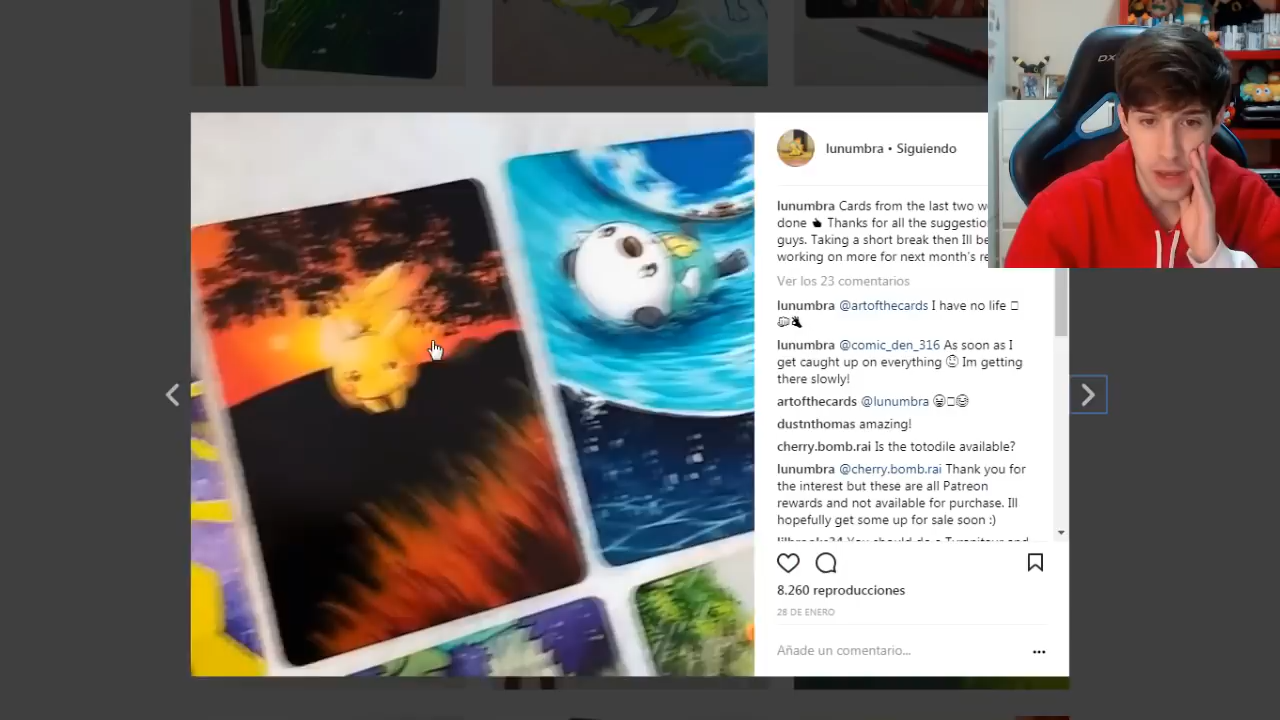 DX
lunumbra • Siguiendo
lunumbra Cards from the last two
done Thanks for all the
guys. Taking a short break then Ill
working on more for next month's
Ver los 23 comentarios
lunumbra @artofthecards I have no life
lunumbra @comic_den_316 As soon as I
get caught up on everything Im getting
there slowly!
artofthecards @lunumbra
dustnthomas amazing!
cherry.bomb.rai Is the totodile available?
lunumbra @cherry.bomb.rai Thank you for
the interest but these are all Patreon
rewards and not available for purchase. Ill
hopefully get some up for sale soon :)
8.260 reproducciones
28 DE ENERO
Añade un comentario...